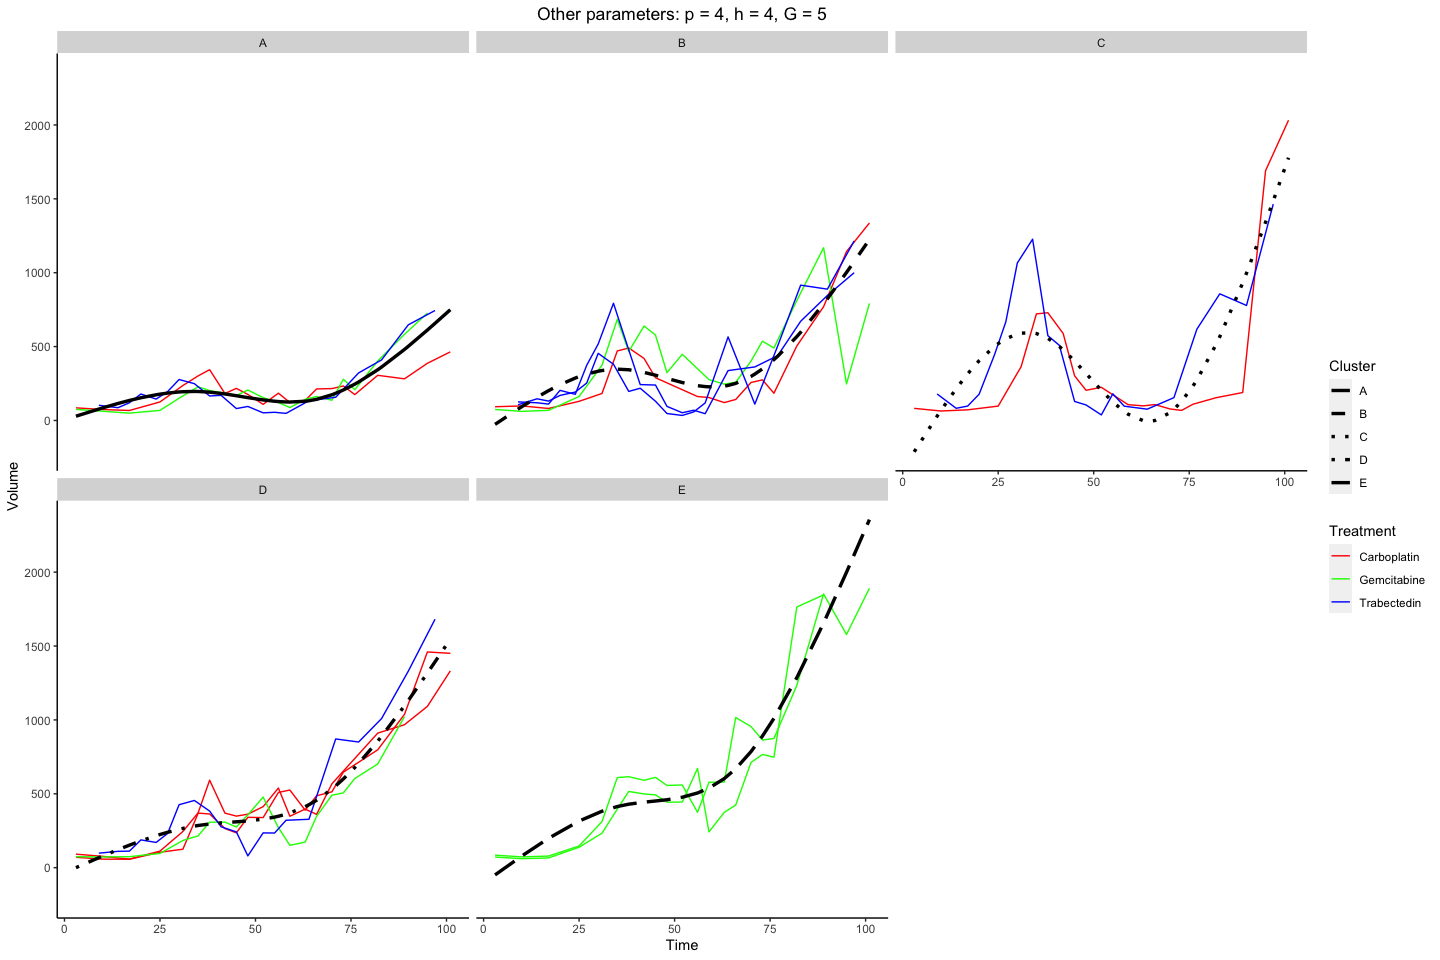 Other parameters: p = 4, h = 4, G = 5
A
B
C
2000
1500
1000
500
0
0 25 50 75 100
Volume
D
E
2000
1500
1000
500
0
0 25 50 75 100
0 25 50 75 100
Time
Cluster
A
B
C
D
E
Treatment
Carboplatin
Gemcitabine
Trabectedin